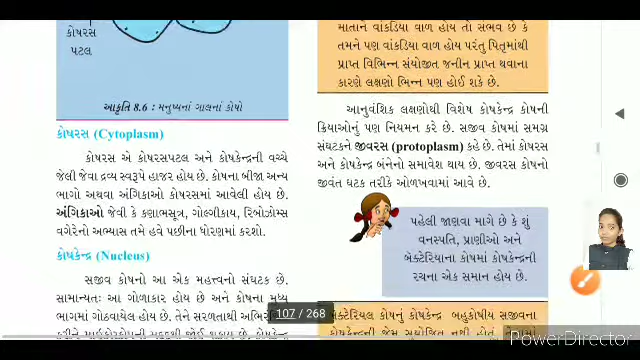 કોષરસ
પટલ
આકૃતિ 8.6 : મનુષ્યનાં ગાલનાં કોષો
કોષરસ (Cytoplasm)
કોષરસ એ કોષરસપટલ અને કોષકેન્દ્રની વચ્ચે
જેલી જેવા દ્રવ્ય સ્વરૂપે હાજર હોય છે. કોષના બીજા અન્ય
ભાગો અથવા અંગિકાઓ કોષરસમાં આવેલી હોય છે.
અંગિકાઓ જેવી કે કણાભસૂત્ર, ગોલ્ગીકાય, રિબોઝોમ્સ
વગેરેનો અભ્યાસ તમે હવે પછીના ધોરણમાં કરશો.
કોષકેન્દ્ર (Nucleus)
સજીવ કોષનો આ એક મહત્ત્વનો સંઘટક છે.
સામાન્યતઃ આ ગોળાકાર હોય છે અને કોષના મધ્ય
ભાગમાં ગોઠવાયેલ હોય છે. તેને સરળતાથી
માતાને વાંકડિયા વાળ હોય તો સંભવ છે કે
તમને પણ વાંકડિયા વાળ હોય પરંતુ પિતૃમાંથી
પ્રાપ્ત વિભિન્ન સંયોજીત જનીન પ્રાપ્ત થવાના
કારણે લક્ષણો ભિન્ન પણ હોઈ શકે છે.
આનુવંશિક લક્ષણોથી વિશેષ કોષકેન્દ્ર કોષની
ક્રિયાઓનું પણ નિયમન કરે છે. સજીવ કોષમાં સમગ્ર
સંઘટકને જીવરસ (protoplasm) કહે છે. તેમાં કોષરસ
અને કોષકેન્દ્ર બંનેનો સમાવેશ થાય છે. જીવરસ કોષનો
જીવંત ઘટક તરીકે ઓળખવામાં આવે છે.
પહેલી જાણવા માગે છે કે શું
વનસ્પતિ, પ્રાણીઓ અને
બેક્ટેરિયાના કોષમાં કોષકેન્દ્રની
રચના એક સમાન હોય છે.
બેક્ટેરિયલ કોષનું કોષકેન્દ્ર બહુકોષીય સજીવના
107 / 268
PowerDirector